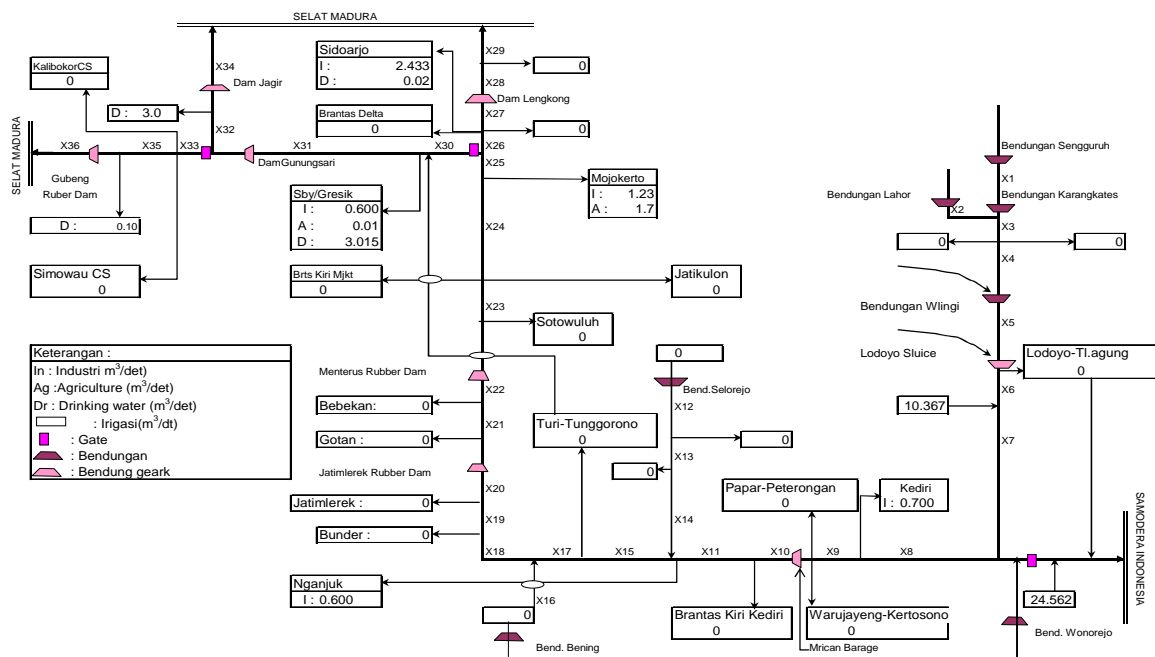 SELAT MADURA
KalibokorCS
0
X34
Dam Jagir
Sidoarjo
I : 2.433
D : 0.02
X29
0
X28
Dam Lengkong
D : 3.0
Brantas Delta
0
X27
0
X32
SELAT MADURA
X36
X35
X33
X31
X30
X26
X25
DamGunungsari
Gubeng
Ruber Dam
D : 0.10
Sby/Gresik
I : 0.600
A : 0.01
D : 3.015
Mojokerto
I : 1.23
A : 1.7
X24
Simowau CS
0
Brts Kiri Mjkt
0
Jatikulon
0
X23
Sotowuluh
0
Bendungan Sengguruh
X1
Bendungan Lahor
Bendungan Karangkates
X2
X3
0
0
X4
Bendungan Wlingi
X5
Lodoyo Sluice
Lodoyo-Tl.agung
0
X6
10.367
X7
Keterangan :
In : Industri m³/det)
Ag :Agriculture (m³/det)
Dr : Drinking water (m³/det)
: Irigasi(m³/dt)
: Gate
: Bendungan
: Bendung geark
Menterus Rubber Dam
X22
Bebekan: 0
X21
Gotan : 0
Jatimlerek Rubber Dam
X20
Jatimlerek : 0
X19
Bunder : 0
X18
0
Bend.Selorejo
X12
0
X13
0
X14
Turi-Tunggorono
0
Papar-Peterongan
0
Kediri
I : 0.700
X17
X15
X11
X10
X9
X8
SAMODERA INDONESIA
Nganjuk
I : 0.600
X16
0
Bend. Bening
Brantas Kiri Kediri
0
Warujayeng-Kertosono
0
Mrican Barage
24.562
Bend. Wonorejo